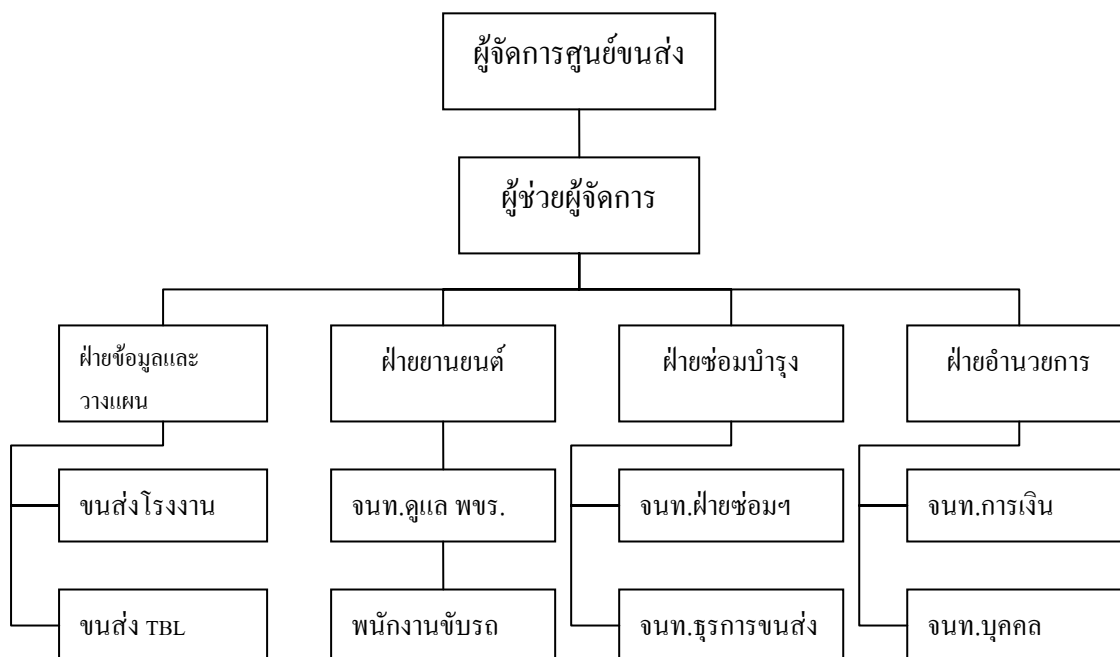 ผู้จัดการศูนย์ขนส่ง
ผู้ช่วยผู้จัดการ
ฝ่ายข้อมูลและ
วางแผน
ฝ่ายยานยนต์
ฝ่ายซ่อมบำรุง
ฝ่ายอำนวยการ
ขนส่งโรงงาน
จนท.ดูแล พขร.
จนท.ฝ่ายซ่อมฯ
จนท.การเงิน
ขนส่ง TBL
พนักงานขับรถ
จนท.ธุรการขนส่ง
จนท.บุคคล